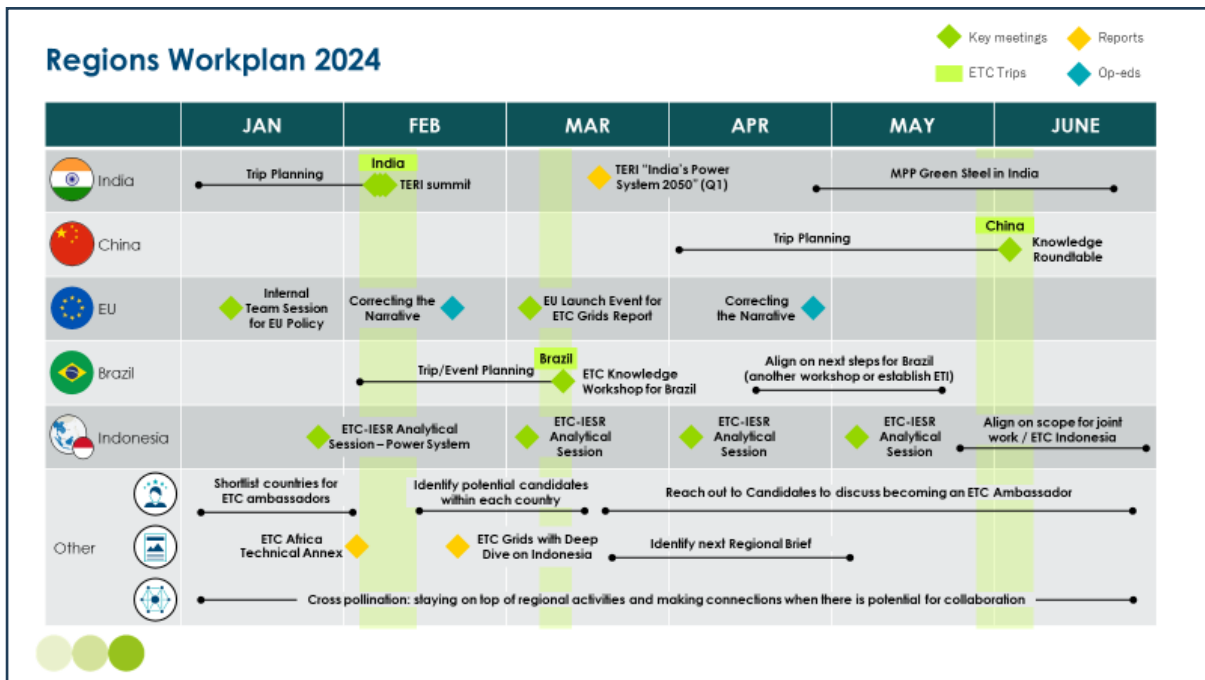 Regions Workplan 2024
Key meetings
Reports
ETC Trips
Op-eds
JAN
FEB
MAR
APR
MAY
JUNE
India
Trip Planning
India
TERI summit
TERI "India's Power
System 2050" (Q1)
MPP Green Steel in India
China
Trip Planning
China
Knowledge
Roundtable
EU
Internal
Team Session
for EU Policy
Correcting the
Narrative
EU Launch Event for
ETC Grids Report
Correcting
the Narrative
Brazil
Trip/Event Planning
Brazil
ETC Knowledge
Workshop for Brazil
Align on next steps for Brazil
(another workshop or establish ETI)
Indonesia
ETC-IESR Analytical
Session – Power System
ETC-IESR
Analytical
Session
ETC-IESR
Analytical
Session
ETC-IESR
Analytical
Session
Align on scope for joint
work / ETC Indonesia
Other
Shortlist countries for
ETC ambassadors
Identify potential candidates
within each country
Reach out to Candidates to discuss becoming an ETC Ambassador
ETC Africa
Technical Annex
ETC Grids with Deep
Dive on Indonesia
Identify next Regional Brief
Cross pollination: staying on top of regional activities and making connections when there is potential for collaboration